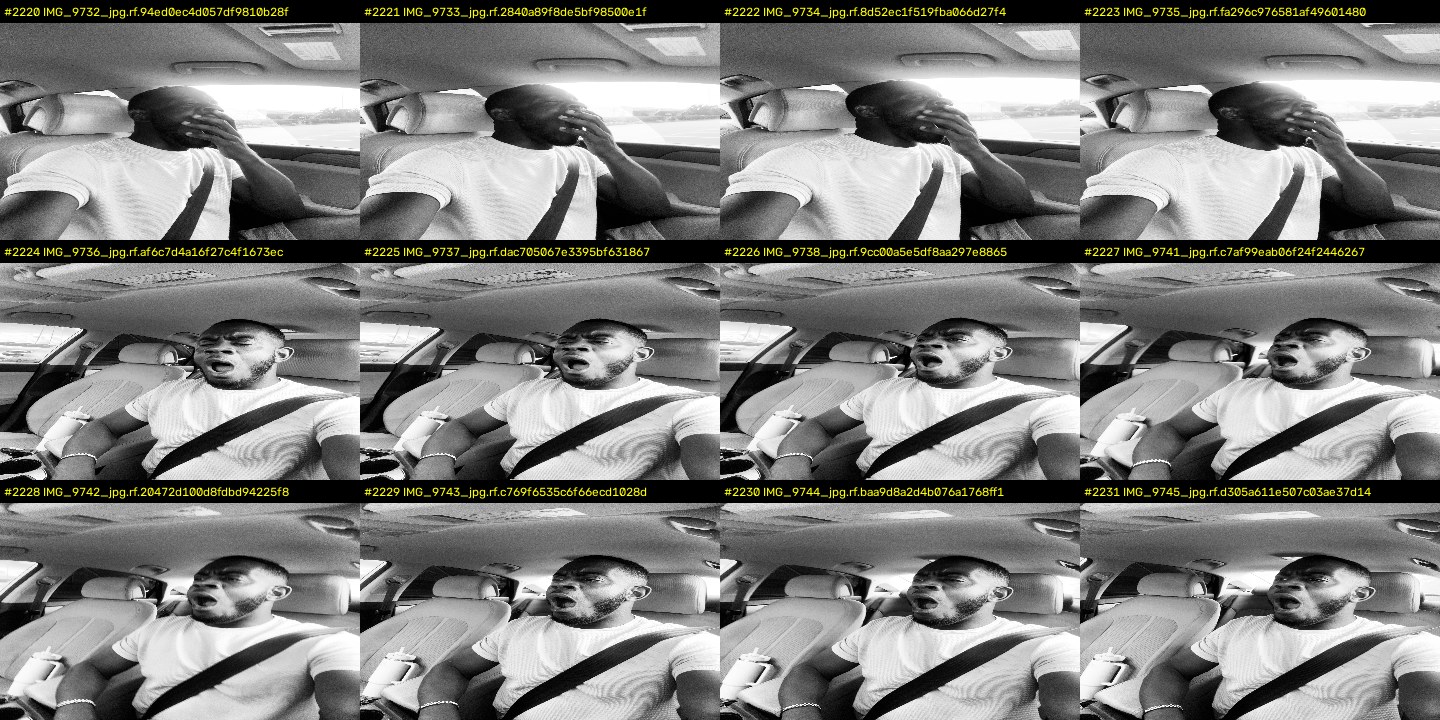 #2220 IMG_9732_jpg.rf.94ed0ec4d057df9810b28f
#2221 IMG_9733_jpg.rf.2840a89f8de5bf98500e1f
#2222 IMG_9734_jpg.rf.8d52ec1f519fba066d27f4
#2223 IMG_9735_jpg.rf.fa296c976581af49601480
#2224 IMG_9736_jpg.rf.af6c7d4a16f27c4f1673ec
#2225 IMG_9737_jpg.rf.dac705067e3395bf631867
#2226 IMG_9738_jpg.rf.9cc00a5e5df8aa297e8865
#2227 IMG_9741_jpg.rf.c7af99eab06f24f2446267
#2228 IMG_9742_jpg.rf.20472d100d8fdbd94225f8
#2229 IMG_9743_jpg.rf.c769f6535c6f66ecd1028d
#2230 IMG_9744_jpg.rf.baa9d8a2d4b076a1768ff1
#2231 IMG_9745_jpg.rf.d305a611e507c03ae37d14